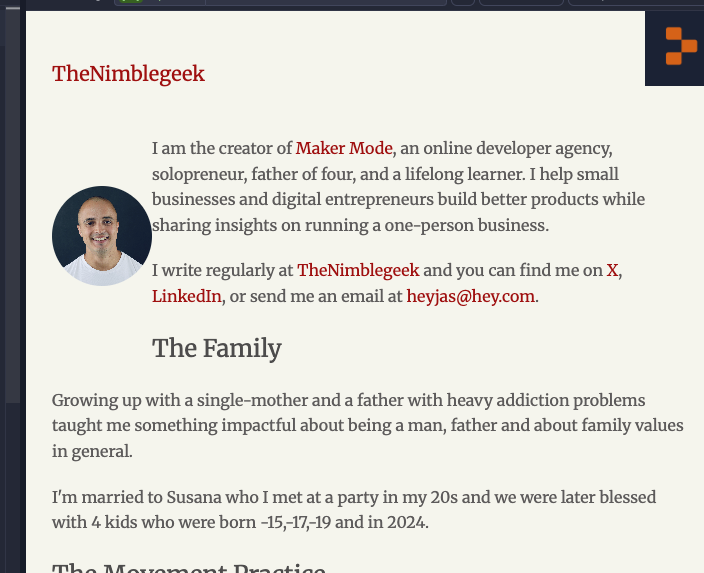 TheNimblegeek
I am the creator of Maker Mode, an online developer agency,
solopreneur, father of four, and a lifelong learner. I help small
businesses and digital entrepreneurs build better products while
sharing insights on running a one-person business.
I write regularly at TheNimblegeek and you can find me on X,
LinkedIn, or send me an email at heyjas@hey.com.
The Family
Growing up with a single-mother and a father with heavy addiction problems
taught me something impactful about being a man, father and about family values
in general.
I'm married to Susana who I met at a party in my 20s and we were later blessed
with 4 kids who were born -15,-17,-19 and in 2024.
The Movement Practice